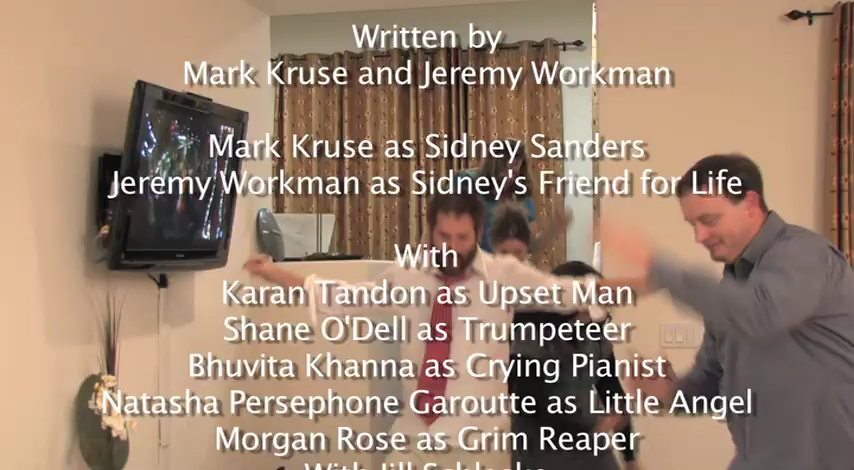 Written by
Mark Kruse and Jeremy Workman
Mark Kruse as Sidney Sanders
Jeremy Workman as Sidney's Friend for Life
With
Karan Tandon as Upset Man
Shane O'Dell as Trumpeteer
Bhuvita Khanna as Crying Pianist
Natasha Persephone Garoutte as Little Angel
Morgan Rose as Grim Reaper
With Jill